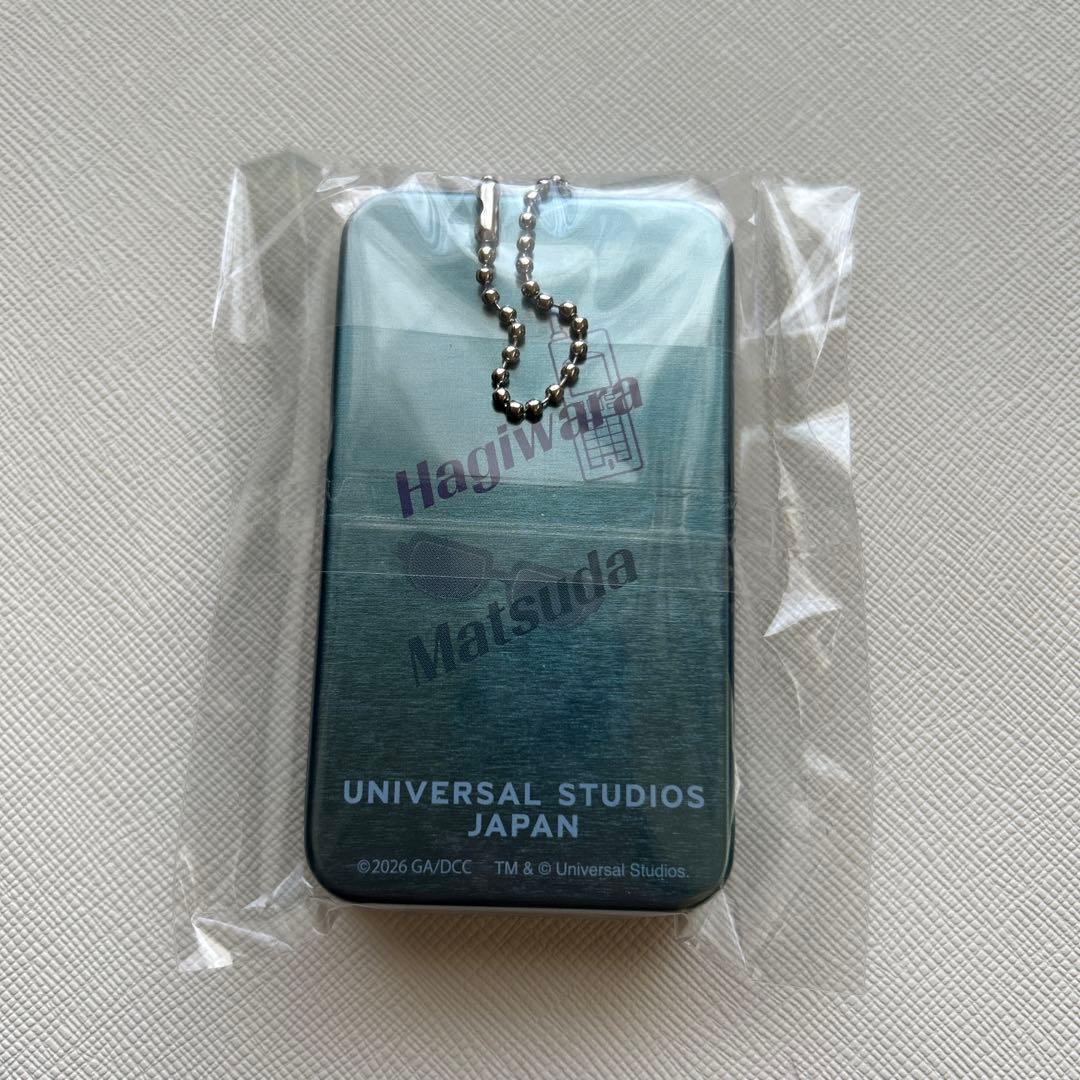 Hagiwara
Matsuda
UNIVERSAL STUDIOS
JAPAN
©2026 GA/DCC TM & © Universal Studios.